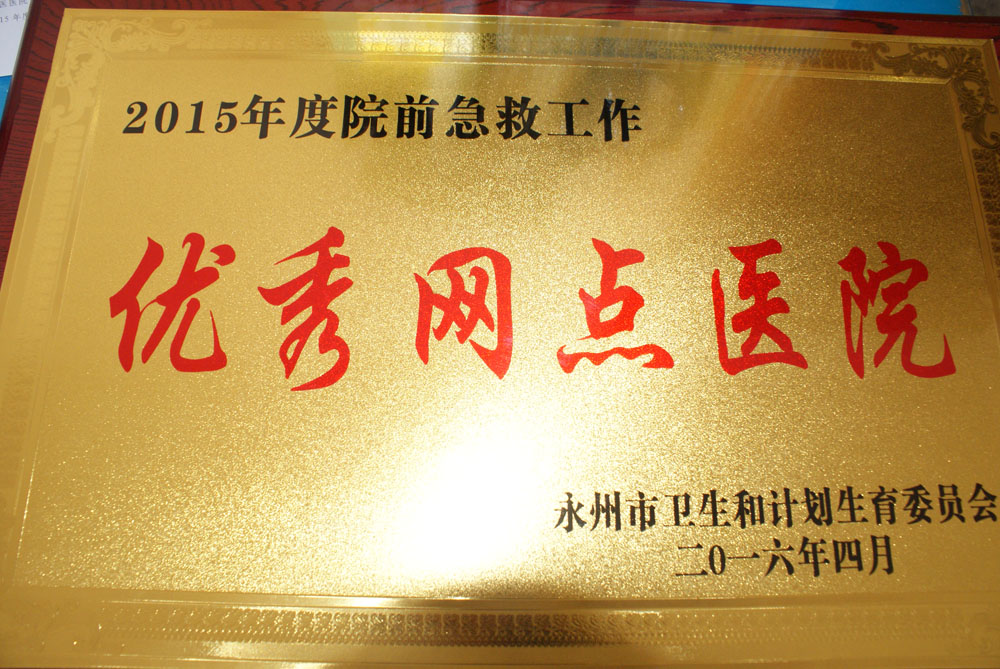 2015年度院前急救工作
优秀网点医院
永州市卫生和计划生育委员会
二〇一六年四月